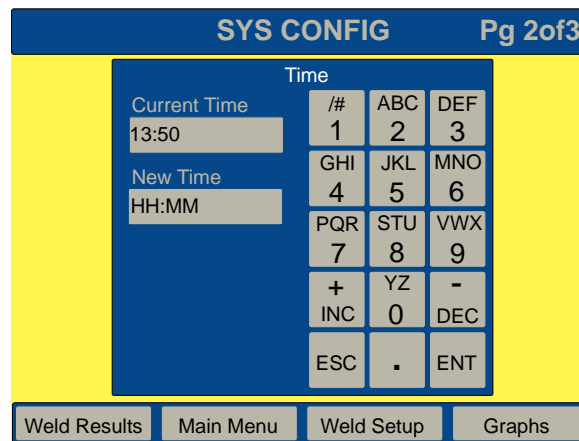 SYS CONFIG Pg 2of3
Time
Current Time
13:50
New Time
HH:MM
/# ABC DEF
1 2 3
GHI JKL MNO
4 5 6
PQR STU VWX
7 8 9
+ YZ -
INC 0 DEC
ESC . ENT
Weld Results Main Menu Weld Setup Graphs